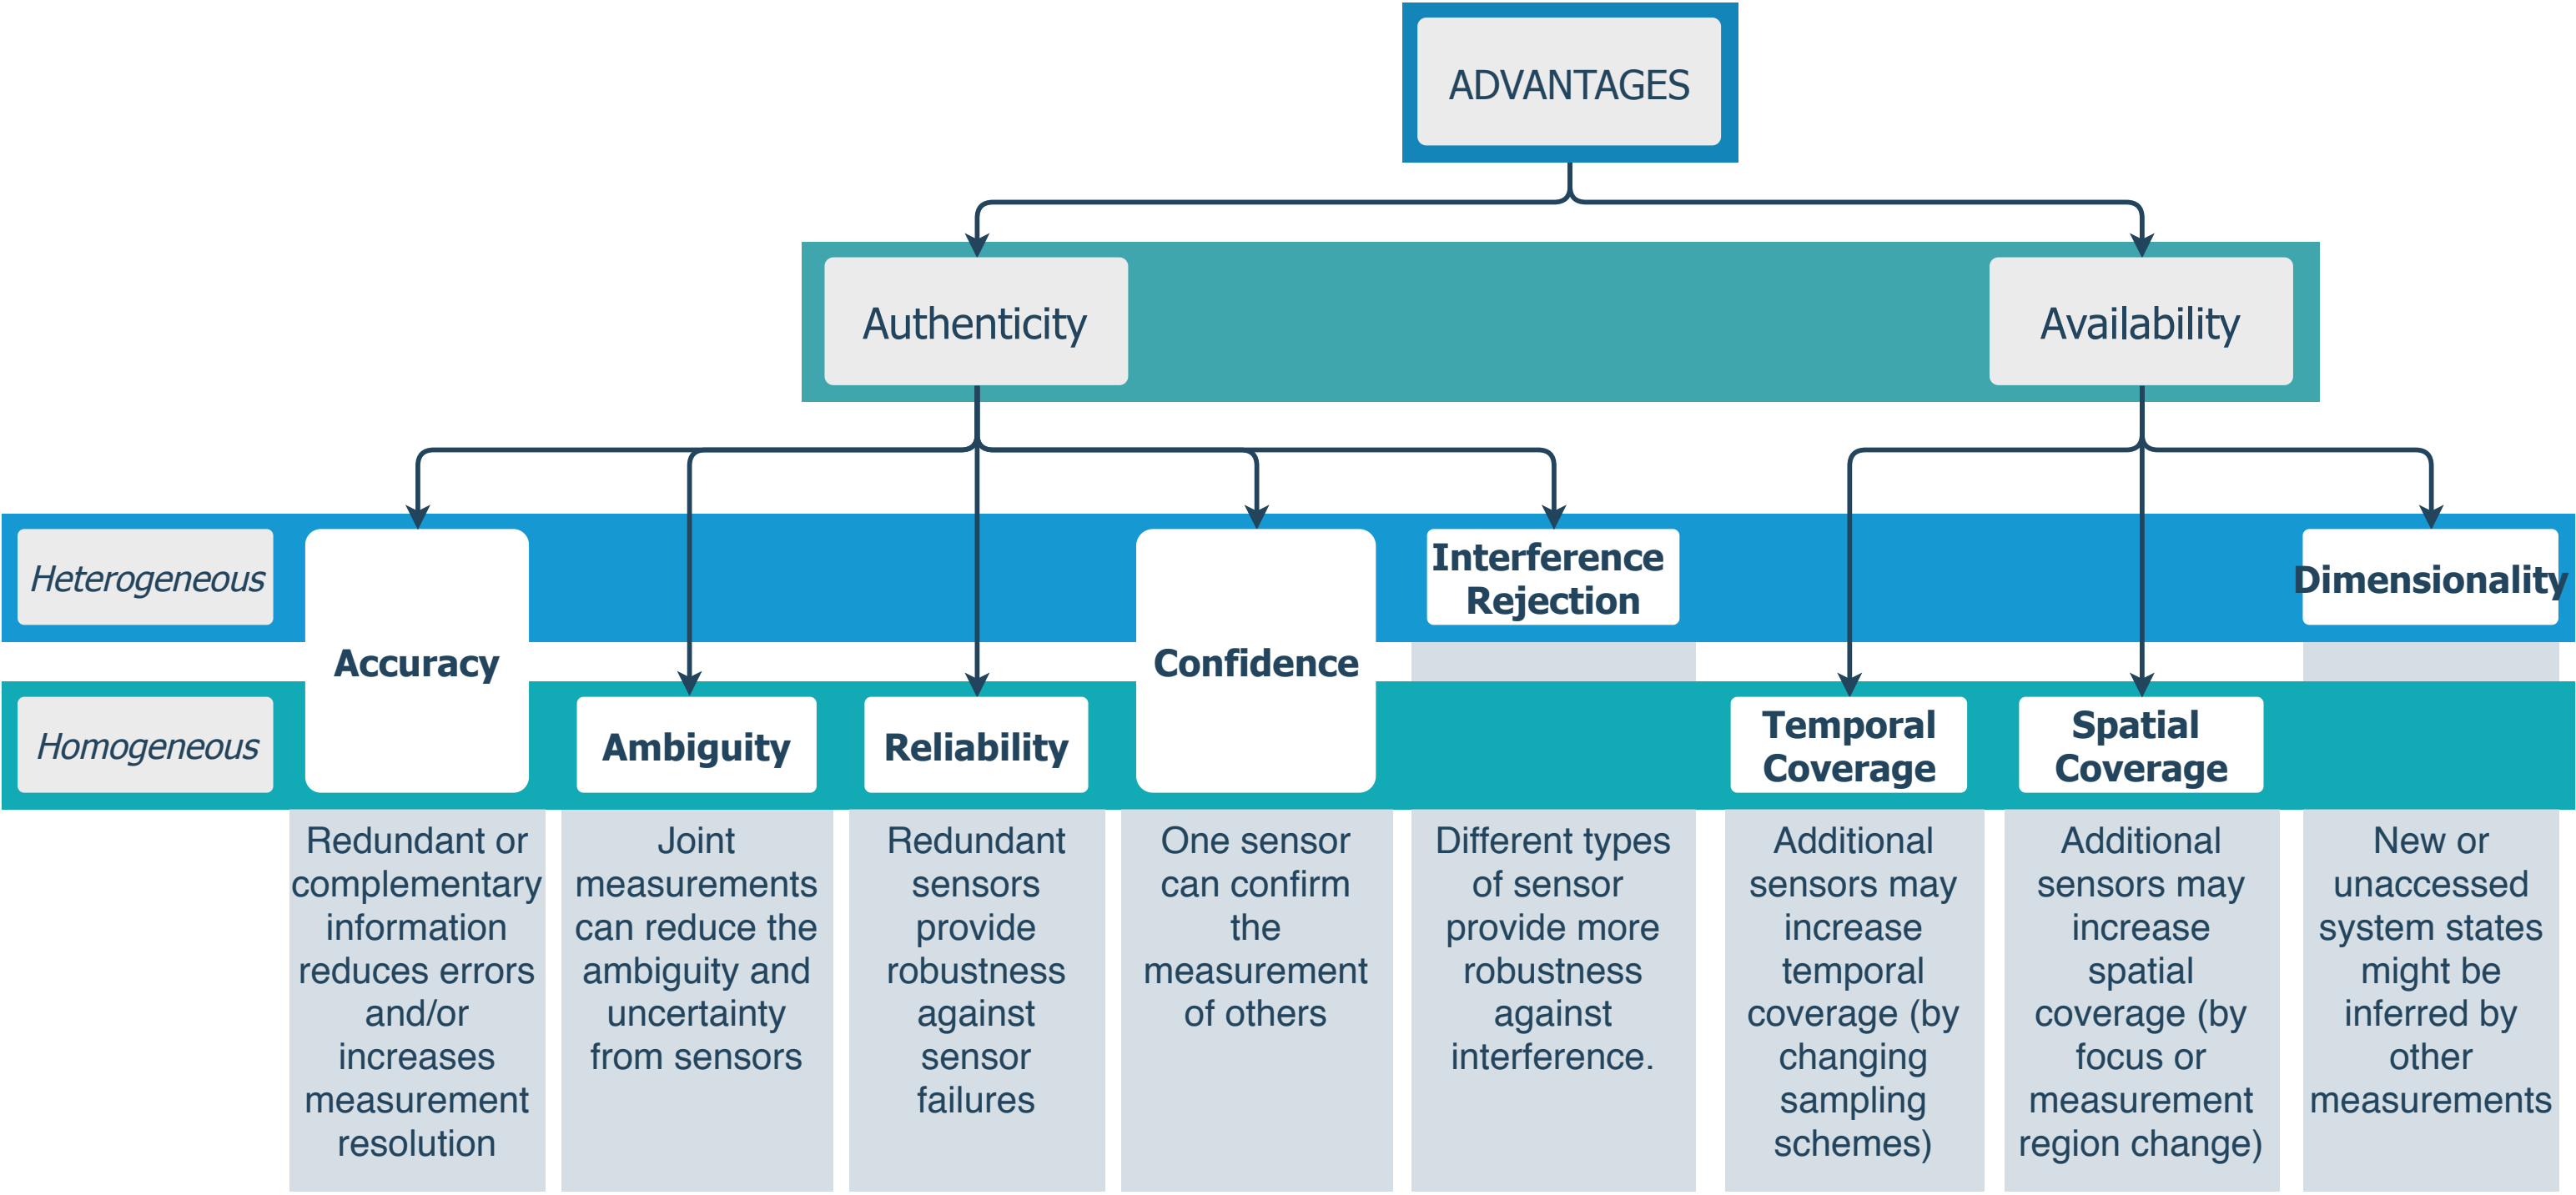 ADVANTAGES
Authenticity
Availability
Heterogeneous
Homogeneous
Accuracy
Ambiguity
Reliability
Confidence
Interference
Rejection
Temporal
Coverage
Spatial
Coverage
Dimensionality
Redundant or
complementary
information
reduces errors
and/or
increases
measurement
resolution
Joint
measurements
can reduce the
ambiguity and
uncertainty
from sensors
Redundant
sensors
provide
robustness
against
sensor
failures
One sensor
can confirm
the
measurement
of others
Different types
of sensor
provide more
robustness
against
interference.
Additional
sensors may
increase
temporal
coverage (by
changing
sampling
schemes)
Additional
sensors may
increase
spatial
coverage (by
focus or
measurement
region change)
New or
unaccessed
system states
might be
inferred by
other
measurements